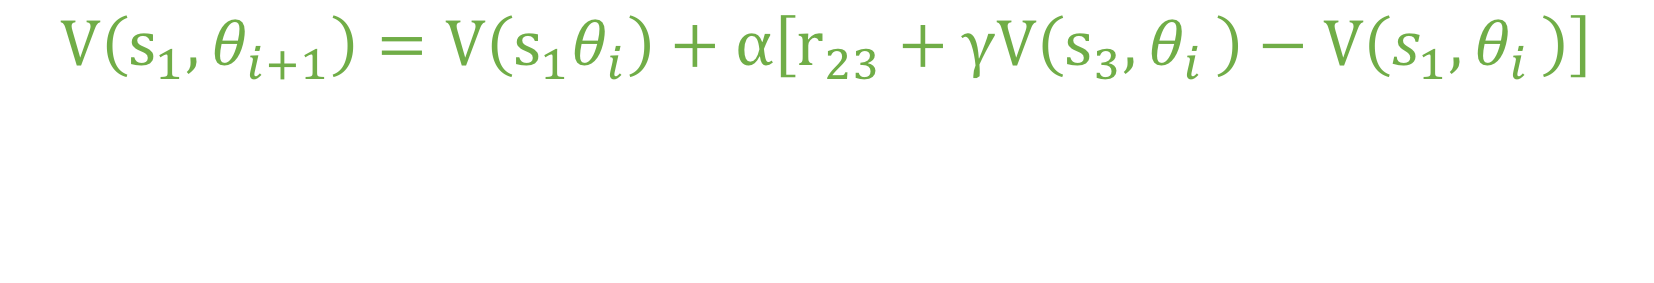 V(s₁, θᵢ₊₁) = V(s₁θᵢ) + α[r₂₃ + γV(s₃, θᵢ ) − V(s₁, θᵢ )]